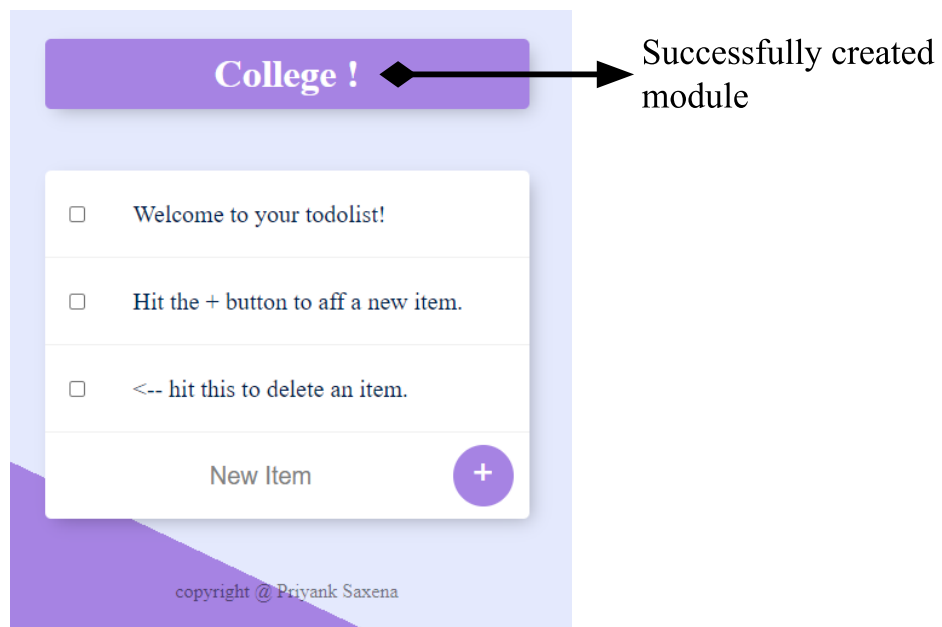 College !
Successfully created
module
Welcome to your todolist!
Hit the + button to aff a new item.
<-- hit this to delete an item.
New Item
+
copyright @ Priyank Saxena